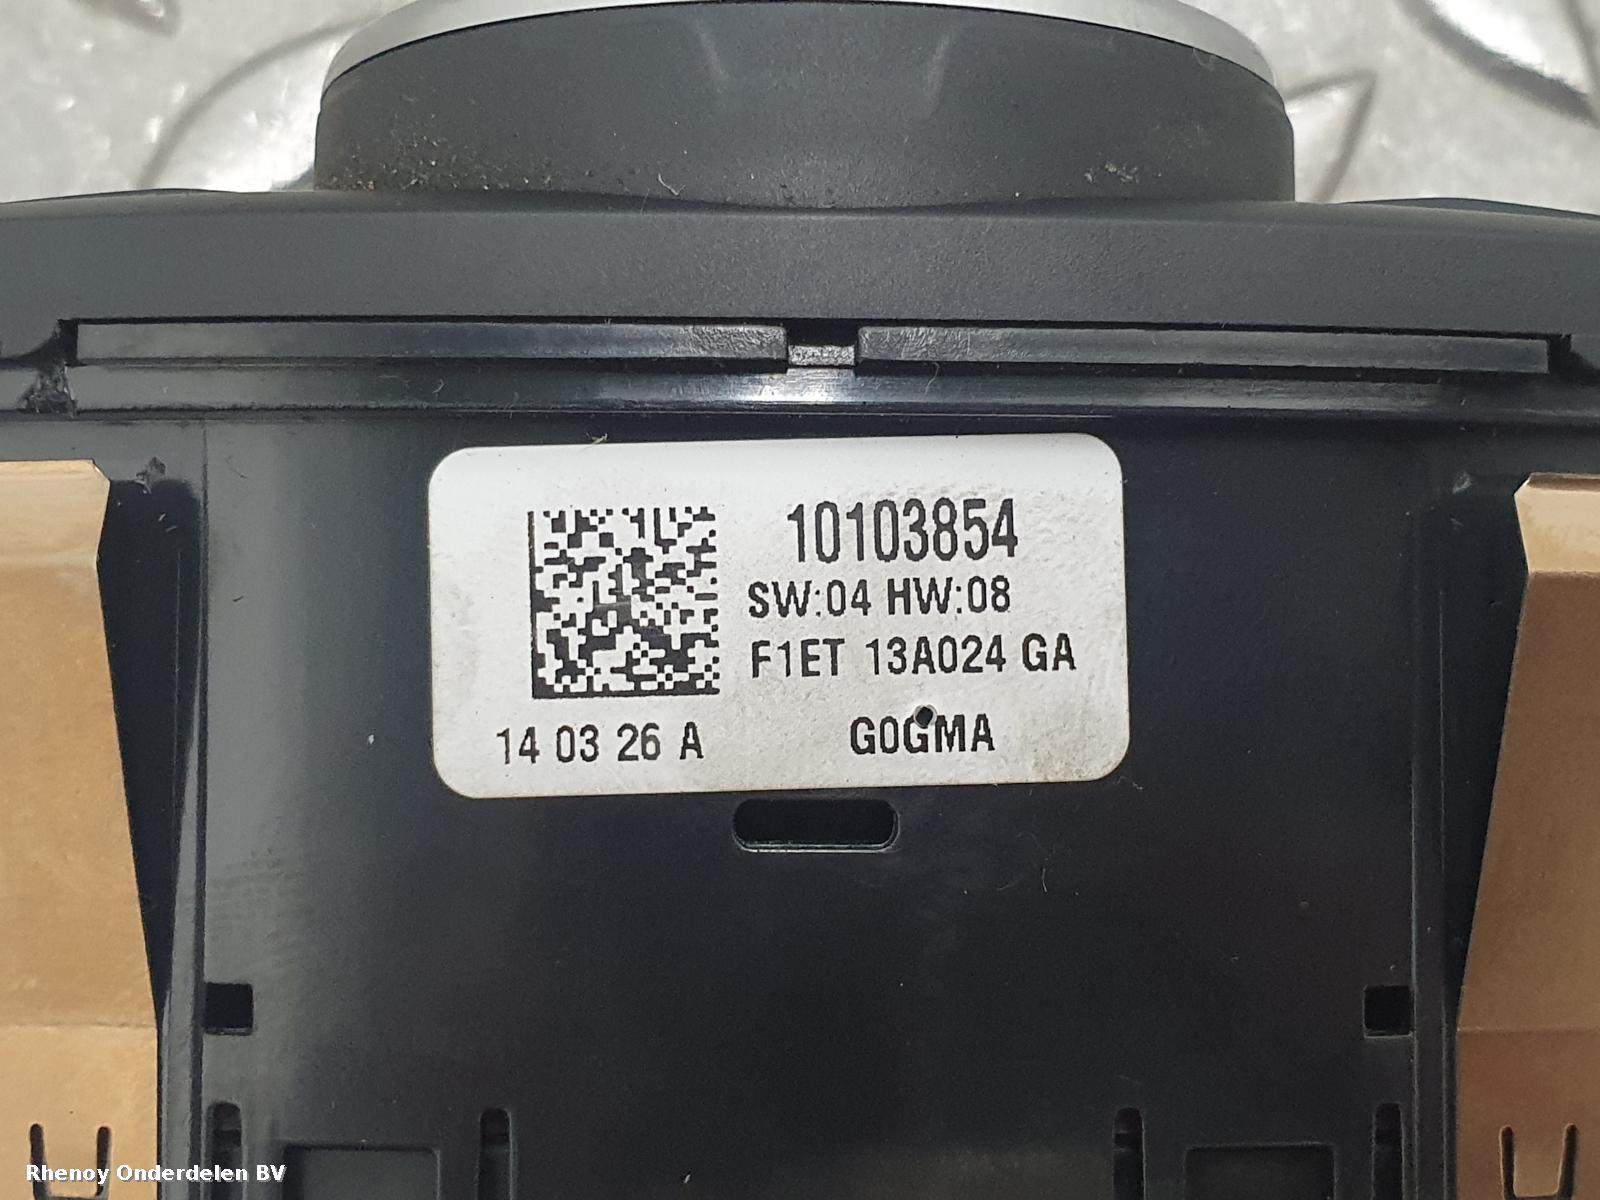 10103854
SW:04 HW:08
F1ET 13A024 GA
14 03 26 A
G0GMA
Rhenoy Onderdelen BV